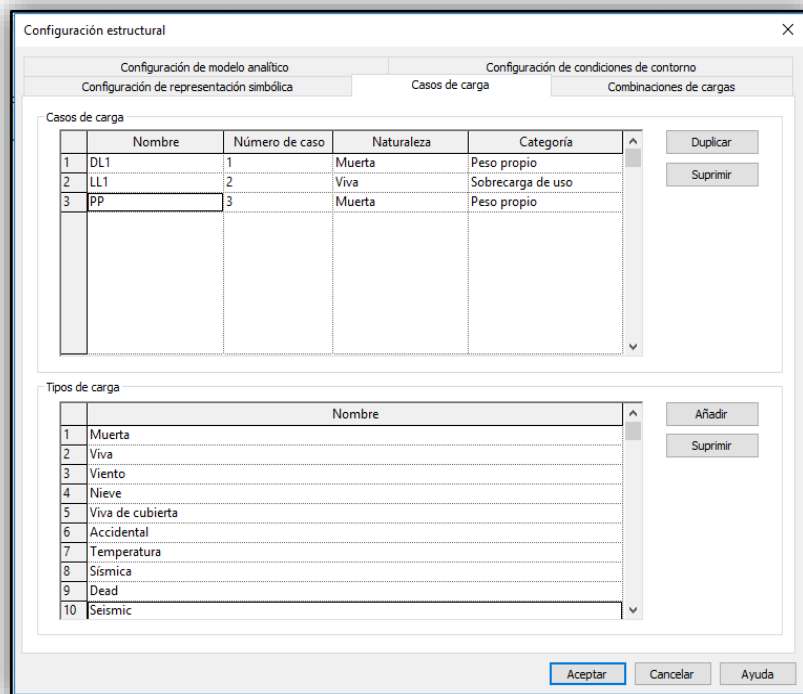 Configuración estructural
Configuración de modelo analítico Configuración de condiciones de contorno
Configuración de representación simbólica Casos de carga Combinaciones de cargas
Casos de carga
Nombre Número de caso Naturaleza Categoría Duplicar
1 DL1 1 Muerta Peso propio
2 LL1 2 Viva Sobrecarga de uso Suprimir
3 PP 3 Muerta Peso propio
Tipos de carga
Nombre Añadir
1 Muerta
2 Viva Suprimir
3 Viento
4 Nieve
5 Viva de cubierta
6 Accidental
7 Temperatura
8 Sísmica
9 Dead
10 Seismic
Aceptar Cancelar Ayuda